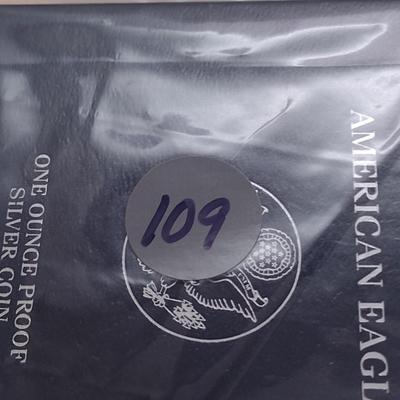 AMERICAN EAGL
109
ONE OUNCE PROOF
SILVER COIN